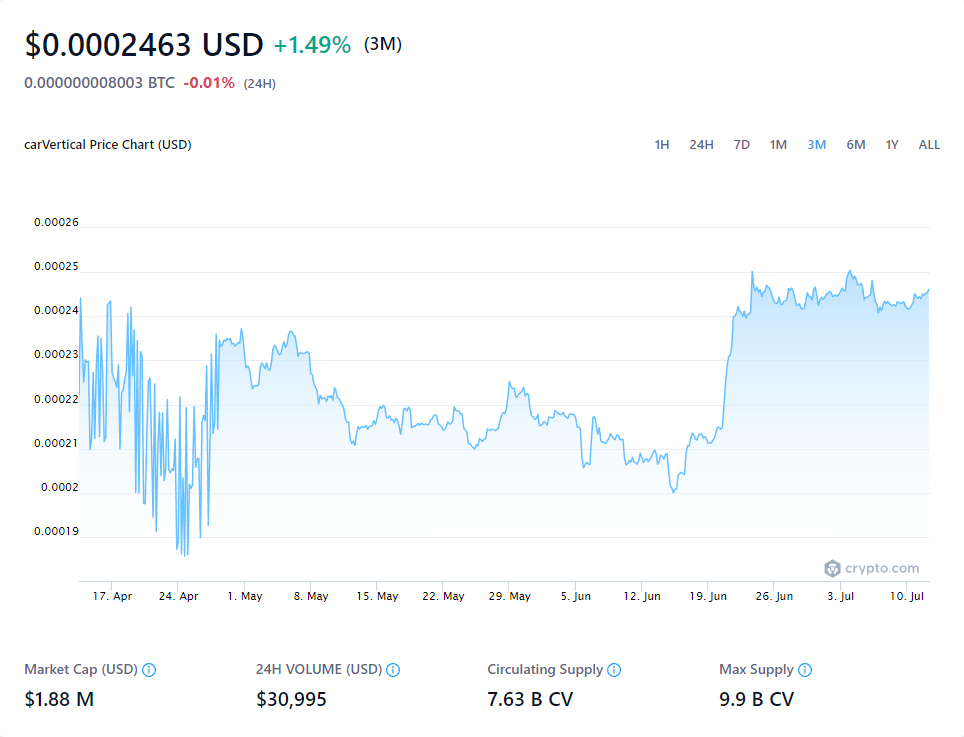 $0.0002463 USD +1.49% (3M)
0.000000008003 BTC -0.01% (24H)
carVertical Price Chart (USD) 1H 24H 7D 1M 3M 6M 1Y ALL
0.00026
0.00025
0.00024
0.00023
0.00022
0.00021
0.0002
0.00019
crypto.com
17. Apr 24. Apr 1. May 8. May 15. May 22. May 29. May 5. Jun 12. Jun 19. Jun 26. Jun 3. Jul 10. Jul
Market Cap (USD) 24H VOLUME (USD) Circulating Supply Max Supply
$1.88 M $30,995 7.63 B CV 9.9 B CV